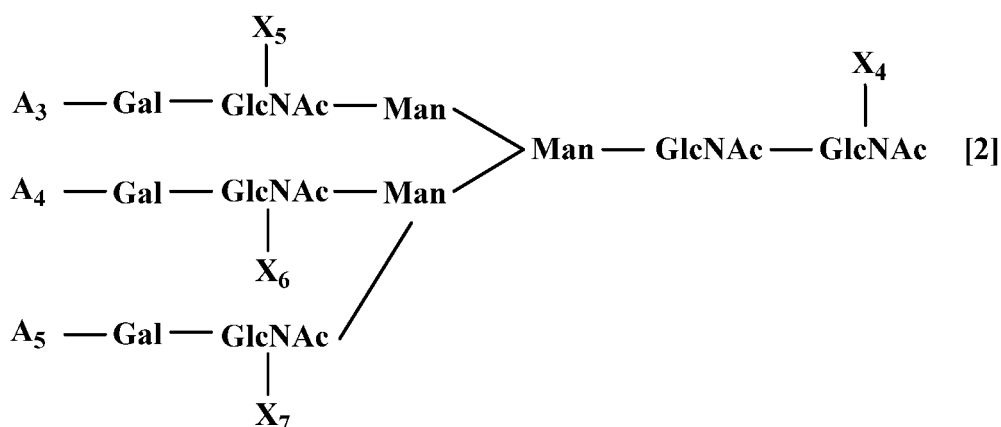 X5 X4
A3 Gal GlcNAc Man
Man GlcNAc GlcNAc [2]
A4 Gal GlcNAc Man
X6
A5 Gal GlcNAc
X7